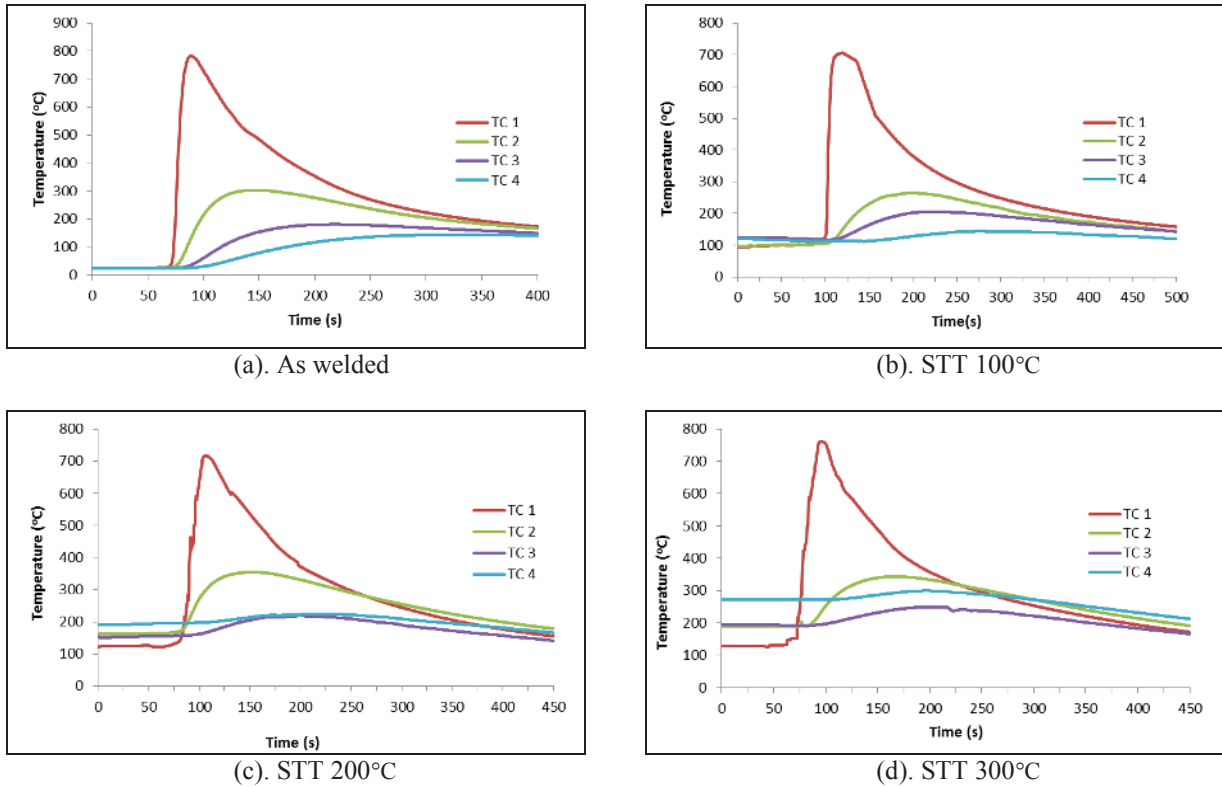 900
800
700
600
500
400
300
200
100
0
Temperature (°C)
0 50 100 150 200 250 300 350 400
Time (s)
TC 1
TC 2
TC 3
TC 4
(a). As welded
800
700
600
500
400
300
200
100
0
Temperature (°C)
0 50 100 150 200 250 300 350 400 450 500
Time(s)
TC 1
TC 2
TC 3
TC 4
(b). STT 100°C
800
700
600
500
400
300
200
100
0
Temperature (°C)
0 50 100 150 200 250 300 350 400 450
Time (s)
TC 1
TC 2
TC 3
TC 4
(c). STT 200°C
800
700
600
500
400
300
200
100
0
Temperature (°C)
0 50 100 150 200 250 300 350 400 450
Time (s)
TC 1
TC 2
TC 3
TC 4
(d). STT 300°C